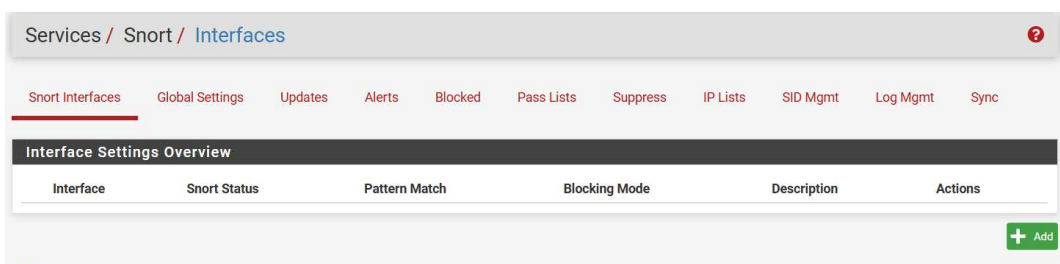 Services / Snort / Interfaces ?
Snort Interfaces Global Settings Updates Alerts Blocked Pass Lists Suppress IP Lists SID Mgmt Log Mgmt Sync
Interface Settings Overview
Interface Snort Status Pattern Match Blocking Mode Description Actions
+ Add